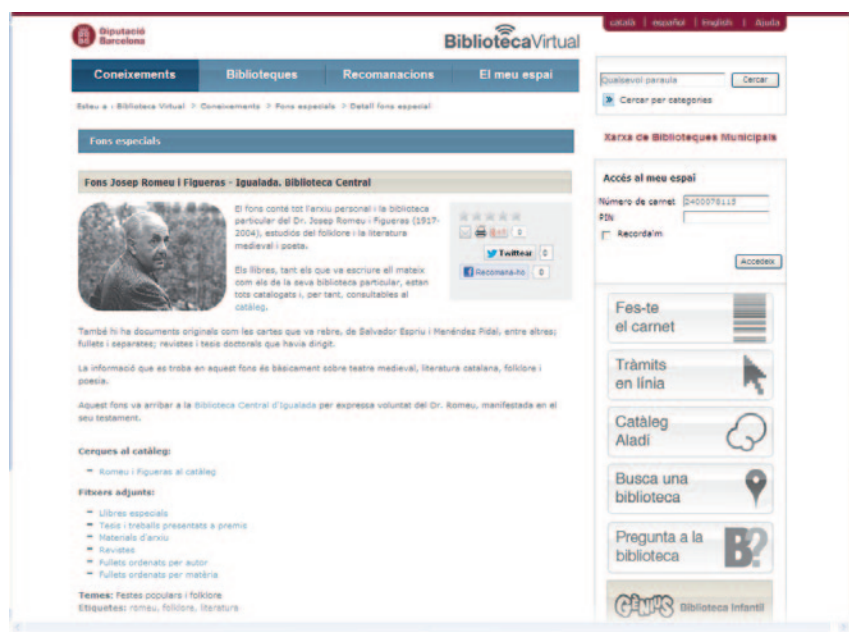 Diputació
Barcelona
BibliotecaVirtual
català | español | English | Ajuda
Coneixements Biblioteques Recomanacions El meu espai
Esteu a : Biblioteca Virtual > Coneixements > Fons especials > Detall fons especial
Fons especials
Fons Josep Romeu i Figueras - Igualada. Biblioteca Central
El fons conté tot l'arxiu personal i la biblioteca
particular del Dr. Josep Romeu i Figueras (1917-
2004), estudiós del folklore i la literatura
medieval i poeta.
Els llibres, tant els que va escriure ell mateix
com els de la seva biblioteca particular, estan
tots catalogats i, per tant, consultables al
catàleg.
0
Twittear 0
Recomana-ho 0
També hi ha documents originals com les cartes que va rebre, de Salvador Espriu i Menéndez Pidal, entre altres;
fullets i separates; revistes i tesis doctorals que havia dirigit.
La informació que es troba en aquest fons és bàsicament sobre teatre medieval, literatura catalana, folklore i
poesia.
Aquest fons va arribar a la Biblioteca Central d'Igualada per expressa voluntat del Dr. Romeu, manifestada en el
seu testament.
Cerques al catàleg:
Romeu i Figueras al catàleg
Fitxers adjunts:
Llibres especials
Tesis i treballs presentats a premis
Materials d'arxiu
Revistes
Fullets ordenats per autor
Fullets ordenats per matèria
Temes: Festes populars i folklore
Etiquetes: romeu, folklore, literatura
Qualsevol paraula Cercar
Cercar per categories
Xarxa de Biblioteques Municipals
Accés al meu espai
Número de carnet 2400078115
PIN
Recorda'm
Accedeix
Fes-te
el carnet
Tràmits
en línia
Catàleg
Aladí
Busca una
biblioteca
Pregunta a la
biblioteca
B?
GÈNIUS Biblioteca Infantil